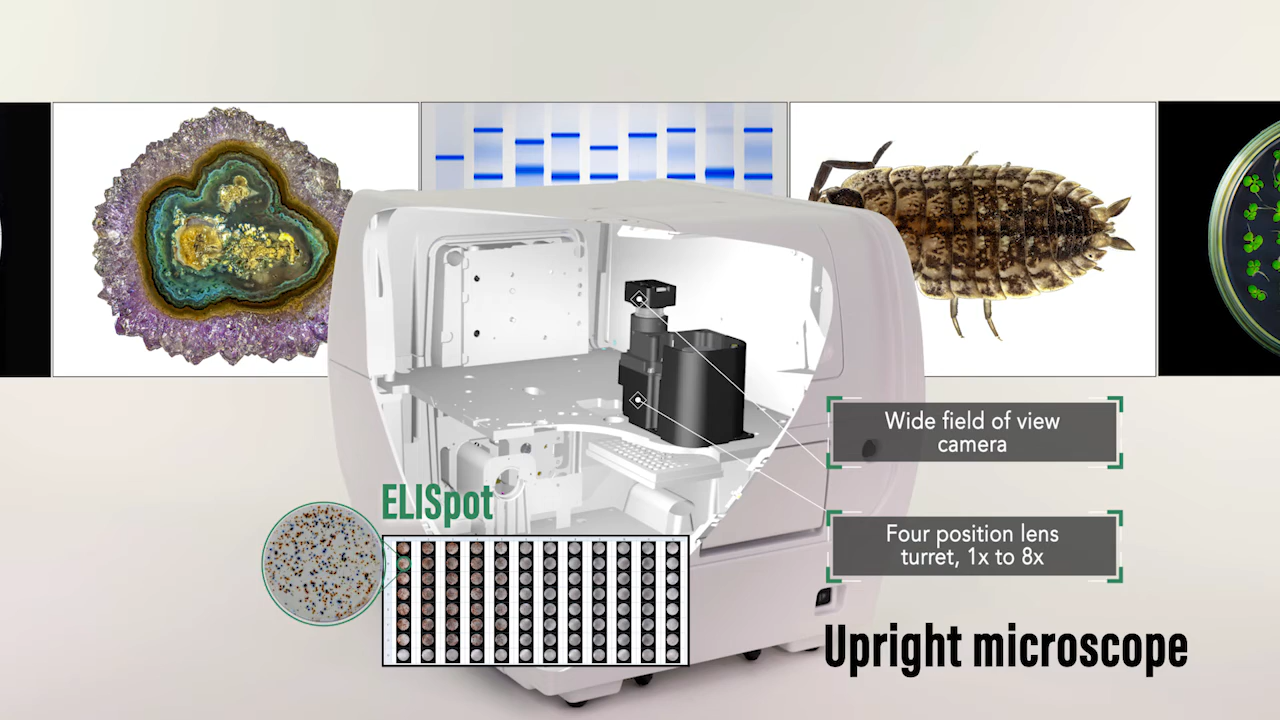 Wide field of view
camera
ELISpot
Four position lens
turret, 1x to 8x
Upright microscope